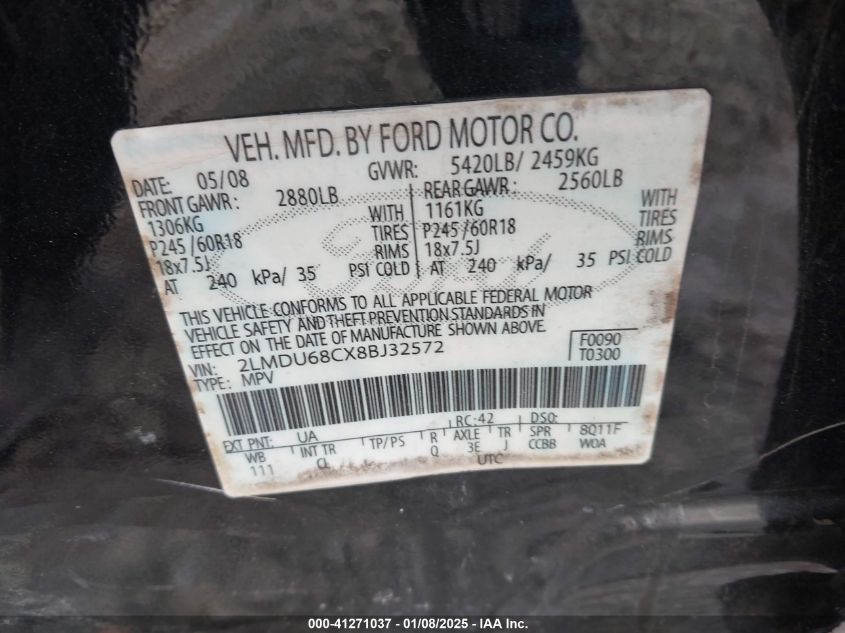 VEH. MFD. BY FORD MOTOR CO.
DATE: 05/08 GVWR: 5420LB/ 2459KG
FRONT GAWR: 2880LB REAR GAWR: 2560LB
1306KG WITH 1161KG WITH
P245/60R18 TIRES P245/60R18 TIRES
18x7.5J RIMS 18x7.5J RIMS
AT 240 kPa/ 35 PSI COLD AT 240 kPa/ 35 PSI COLD
THIS VEHICLE CONFORMS TO ALL APPLICABLE FEDERAL MOTOR
VEHICLE SAFETY AND THEFT PREVENTION STANDARDS IN
EFFECT ON THE DATE OF MANUFACTURE SHOWN ABOVE.
VIN: 2LMDU68CX8BJ32572 F0090
TYPE: MPV T0300
EXT PNT: UA RC: 42 DSO:
WB INT TR TP/PS R AXLE TR SPR 8Q11F
111 CL Q 3E J CCBB WOA
UTC
000-41271037 - 01/08/2025 - IAA Inc.